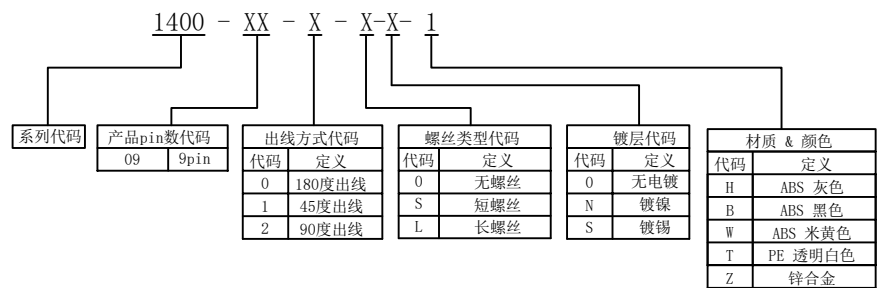 1400 - XX - X - X-X- 1
系列代码
产品pin数代码
09 9pin
出线方式代码
代码 定义
0 180度出线
1 45度出线
2 90度出线
螺丝类型代码
代码 定义
0 无螺丝
S 短螺丝
L 长螺丝
镀层代码
代码 定义
0 无电镀
N 镀镍
S 镀锡
材质 & 颜色
代码 定义
H ABS 灰色
B ABS 黑色
W ABS 米黄色
T PE 透明白色
Z 锌合金